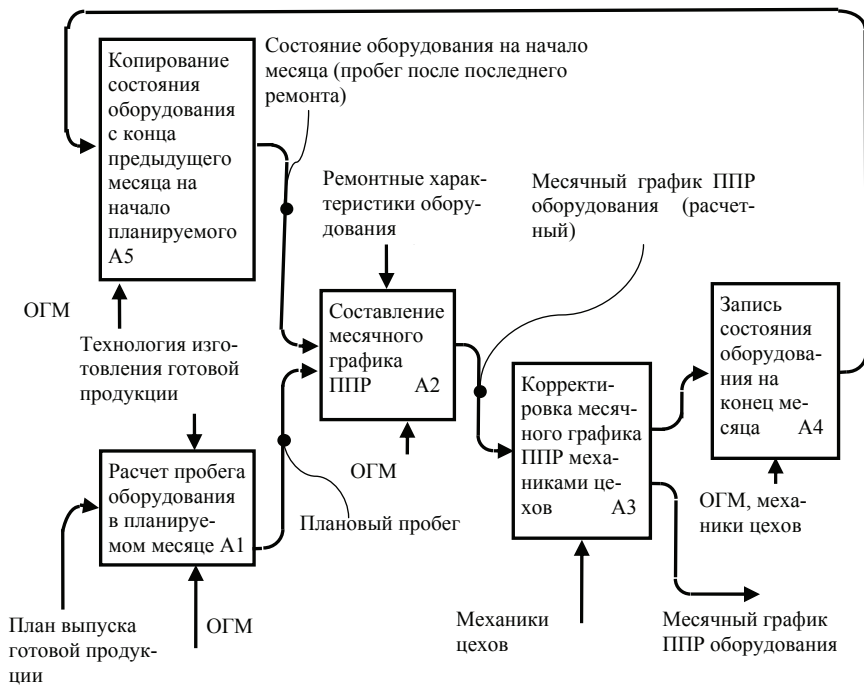 Копирование
состояния
оборудования
с конца
предыдущего
месяца на
начало
планируемого
А5
Состояние оборудования на начало
месяца (пробег после последнего
ремонта)
Ремонтные харак-
теристики обору-
дования
Месячный график ППР
оборудования (расчет-
ный)
ОГМ
Технология изго-
товления готовой
продукции
Составление
месячного
графика
ППР А2
Запись
состояния
оборудова-
ния на
конец ме-
сяца А4
Корректи-
ровка месяч-
ного графика
ППР механи-
ками це-
хов А3
ОГМ
Расчет пробега
оборудования
в планируе-
мом месяце А1
Плановый пробег
ОГМ, меха-
ники цехов
План выпуска
готовой продук-
ции
ОГМ
Механики
цехов
Месячный график
ППР оборудования